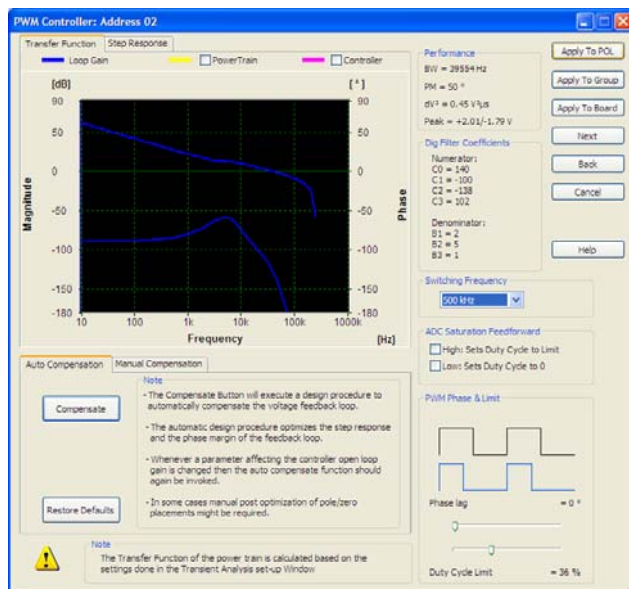 PWM Controller: Address 02
Transfer Function Step Response
Loop Gain PowerTrain Controller
[dB] [°]
90 90
50 50
0 0
-50 -50
-100 -100
-150 -150
-180 -180
Magnitude
Phase
10 100 1k 10k 100k 1000k
Frequency [Hz]
Auto Compensation Manual Compensation
Compensate
Restore Defaults
Note
- The Compensate Button will execute a design procedure to
automatically compensate the voltage feedback loop.
- The automatic design procedure optimizes the step response
and the phase margin of the feedback loop.
- Whenever a parameter affecting the controller open loop
gain is changed then the auto compensate function should
again be invoked.
- In some cases manual post optimization of pole/zero
placements might be required.
Note
The Transfer Function of the power train is calculated based on the
settings done in the Transient Analysis set-up Window
Performance
BW = 39554 Hz
PM = 50 °
Peak = +2.01/-1.79 V
Dig Filter Coefficients
Numerator:
C0 = 140
C1 = -100
C2 = -138
C3 = 102
Denominator:
B1 = 2
B2 = 5
B3 = 1
Switching Frequency
500 kHz
ADC Saturation Feedforward
High: Sets Duty Cycle to Limit
Low: Sets Duty Cycle to 0
PWM Phase & Limit
Phase lag = 0 °
Duty Cycle Limit = 36 %
Apply To POL
Apply To Group
Apply To Board
Next
Back
Cancel
Help